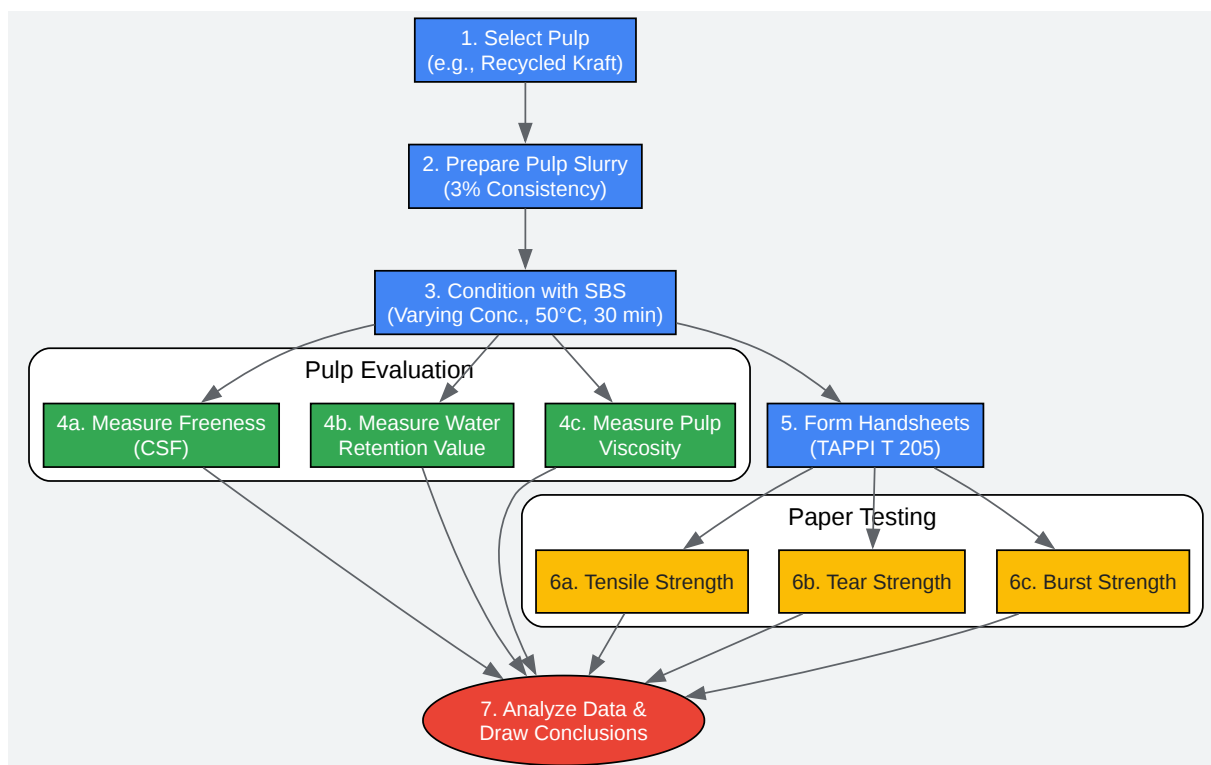 1. Select Pulp
(e.g., Recycled Kraft)
2. Prepare Pulp Slurry
(3% Consistency)
3. Condition with SBS
(Varying Conc., 50°C, 30 min)
Pulp Evaluation
4a. Measure Freeness
(CSF)
4b. Measure Water
Retention Value
4c. Measure Pulp
Viscosity
5. Form Handsheets
(TAPPI T 205)
Paper Testing
6a. Tensile Strength
6b. Tear Strength
6c. Burst Strength
7. Analyze Data &
Draw Conclusions